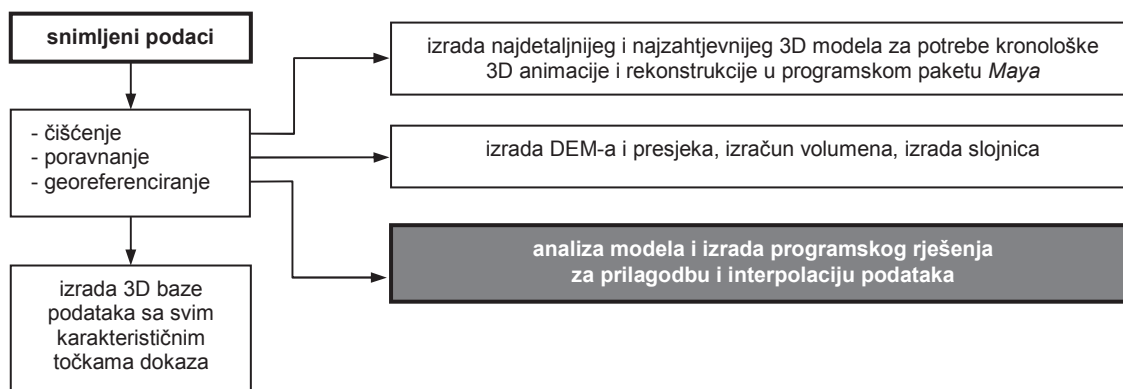 snimljeni podaci
- čišćenje
- poravnanje
- georeferenciranje
izrada 3D baze
podataka sa svim
karakterističnim
točkama dokaza
izrada najdetaljnijeg i najzahtjevnijeg 3D modela za potrebe kronološke
3D animacije i rekonstrukcije u programskom paketu Maya
izrada DEM-a i presjeka, izračun volumena, izrada slojnica
analiza modela i izrada programskog rješenja
za prilagodbu i interpolaciju podataka